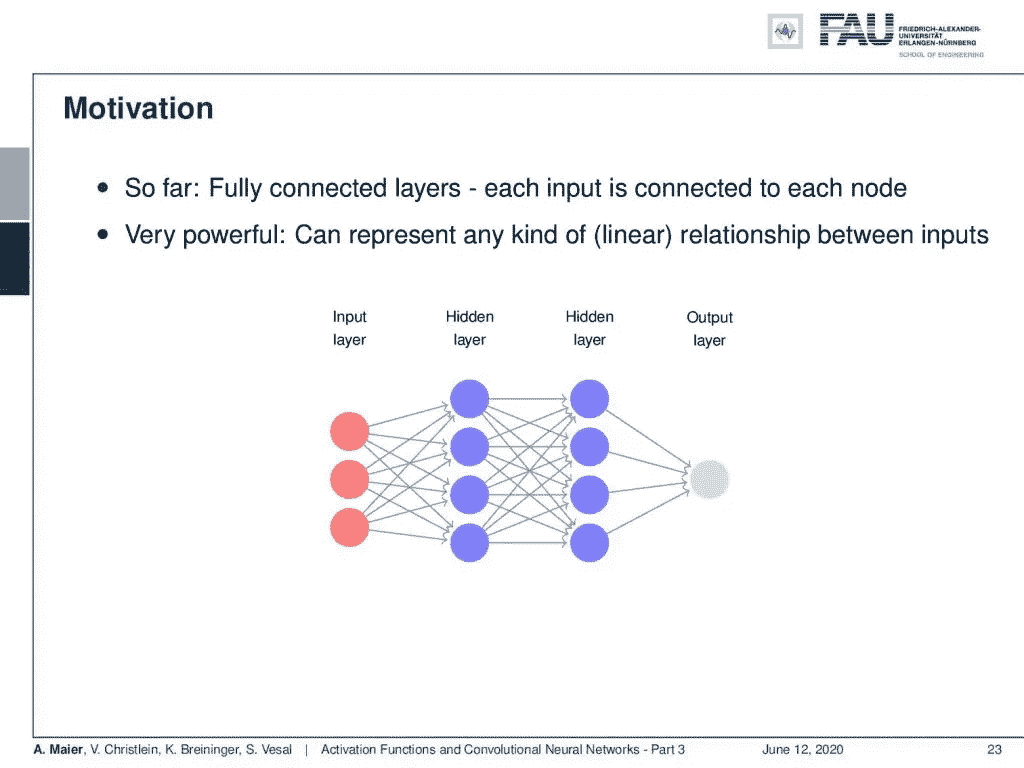 FAU
FRIEDRICH-ALEXANDER-
UNIVERSITÄT
ERLANGEN-NÜRNBERG
SCHOOL OF ENGINEERING
Motivation
• So far: Fully connected layers - each input is connected to each node
• Very powerful: Can represent any kind of (linear) relationship between inputs
Input layer
Hidden layer
Hidden layer
Output layer
A. Maier, V. Christlein, K. Breininger, S. Vesal | Activation Functions and Convolutional Neural Networks - Part 3 June 12, 2020 23